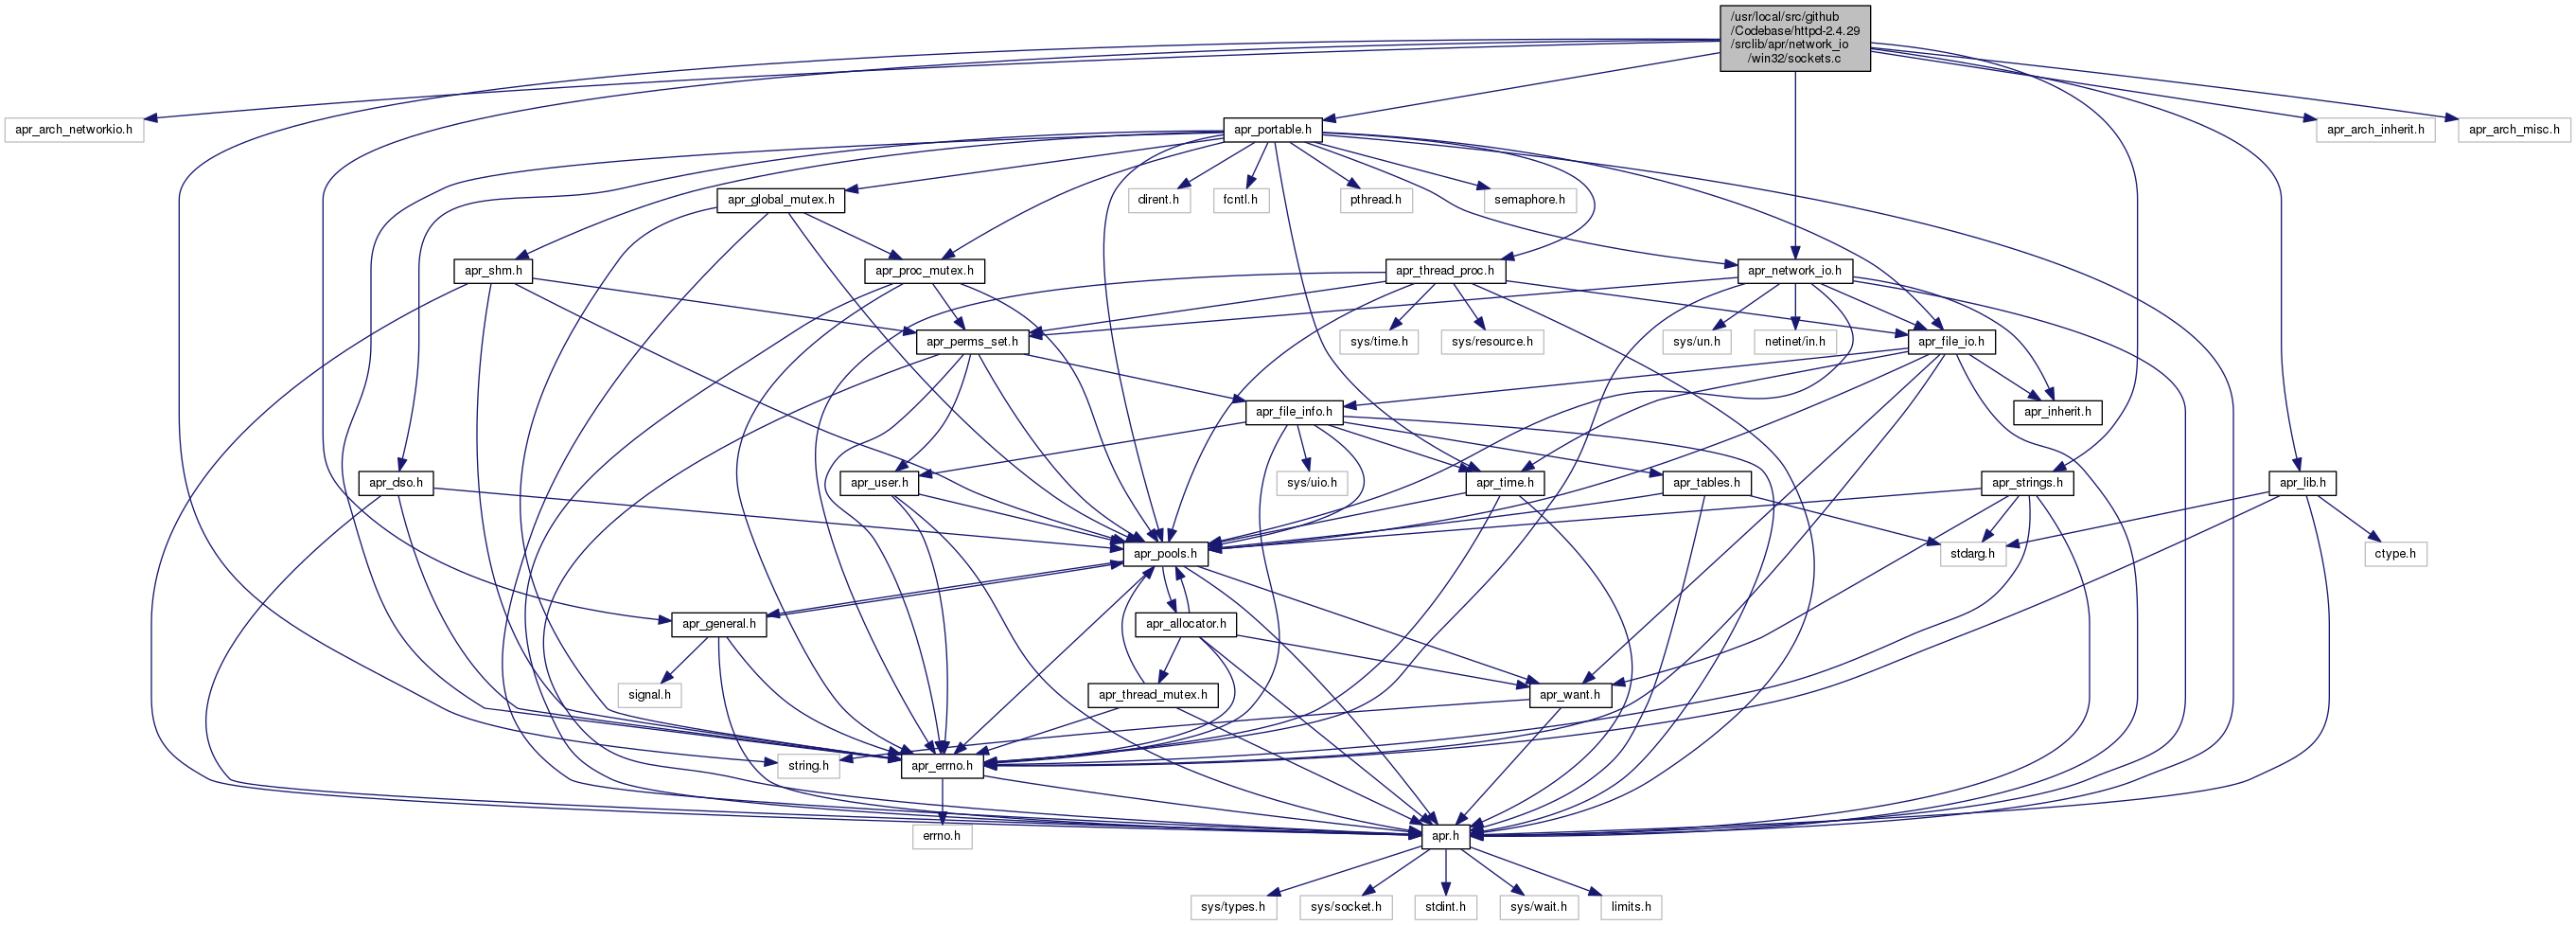 /usr/local/src/github
/Codebase/httpd-2.4.29
/srclib/apr/network_io
/win32/sockets.c
apr_arch_networkio.h
apr_portable.h
apr_arch_inherit.h
apr_arch_misc.h
apr_global_mutex.h
dirent.h
fcntl.h
pthread.h
semaphore.h
apr_shm.h
apr_proc_mutex.h
apr_thread_proc.h
apr_network_io.h
apr_perms_set.h
sys/time.h
sys/resource.h
sys/un.h
netinet/in.h
apr_file_io.h
apr_file_info.h
apr_inherit.h
apr_dso.h
apr_user.h
sys/uio.h
apr_time.h
apr_tables.h
apr_strings.h
apr_lib.h
apr_pools.h
stdarg.h
ctype.h
apr_general.h
apr_allocator.h
signal.h
apr_thread_mutex.h
apr_want.h
string.h
apr_errno.h
errno.h
apr.h
sys/types.h
sys/socket.h
stdint.h
sys/wait.h
limits.h